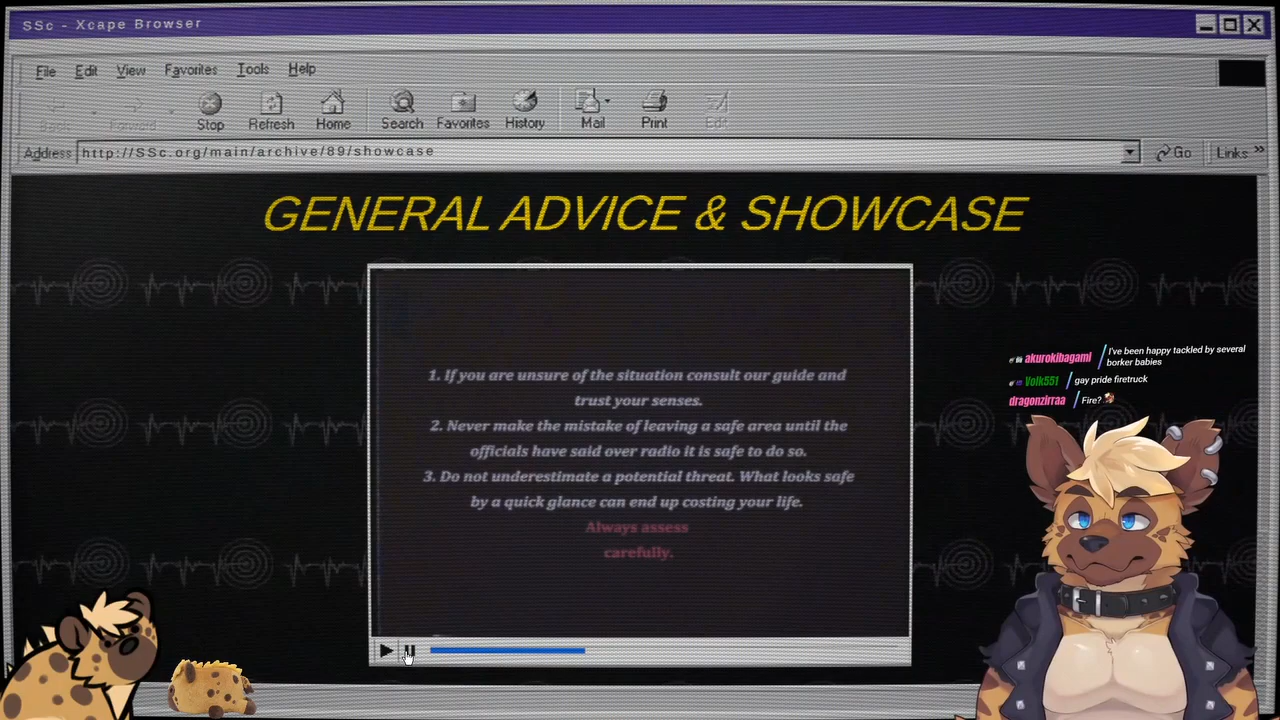 SSc - Xcape Browser
File Edit View Favorites Tools Help
Back Forward Stop Refresh Home Search Favorites History Mail Print Edit
Address http://SSc.org/main/archive/89/showcase Go Links »
GENERAL ADVICE & SHOWCASE
1. If you are unsure of the situation consult our guide and
trust your senses.
2. Never make the mistake of leaving a safe area until the
officials have said over radio it is safe to do so.
3. Do not underestimate a potential threat. What looks safe
by a quick glance can end up costing your life.
Always assess
carefully.
akurokibagami / I've been happy tackled by several
borker babies
Volk551 / gay pride firetruck
dragonzirraa / Fire?